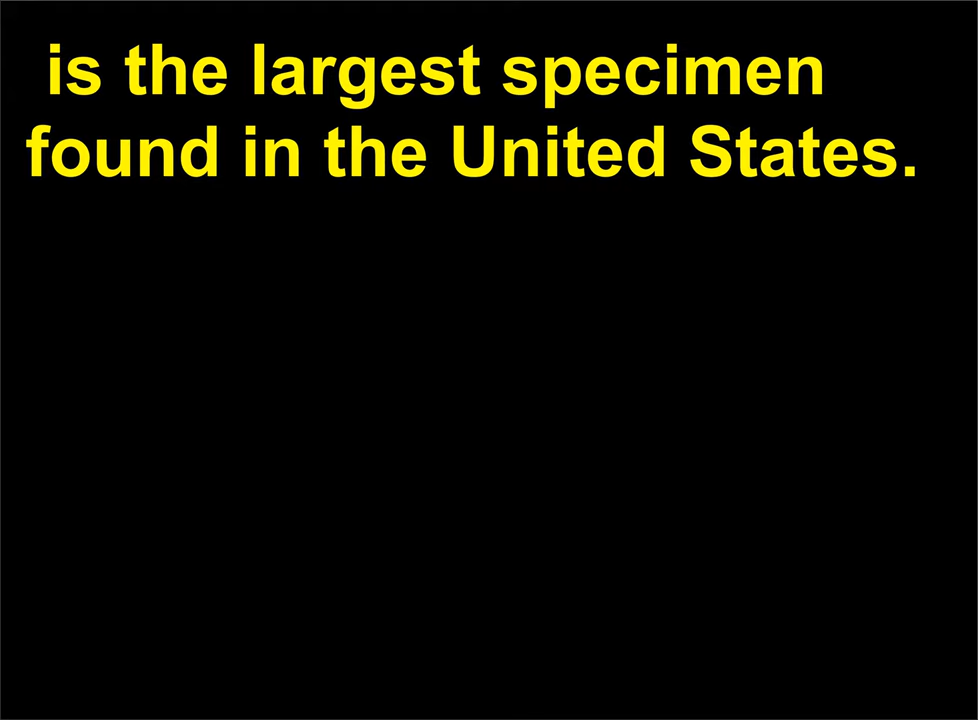 is the largest specimen
found in the United States.